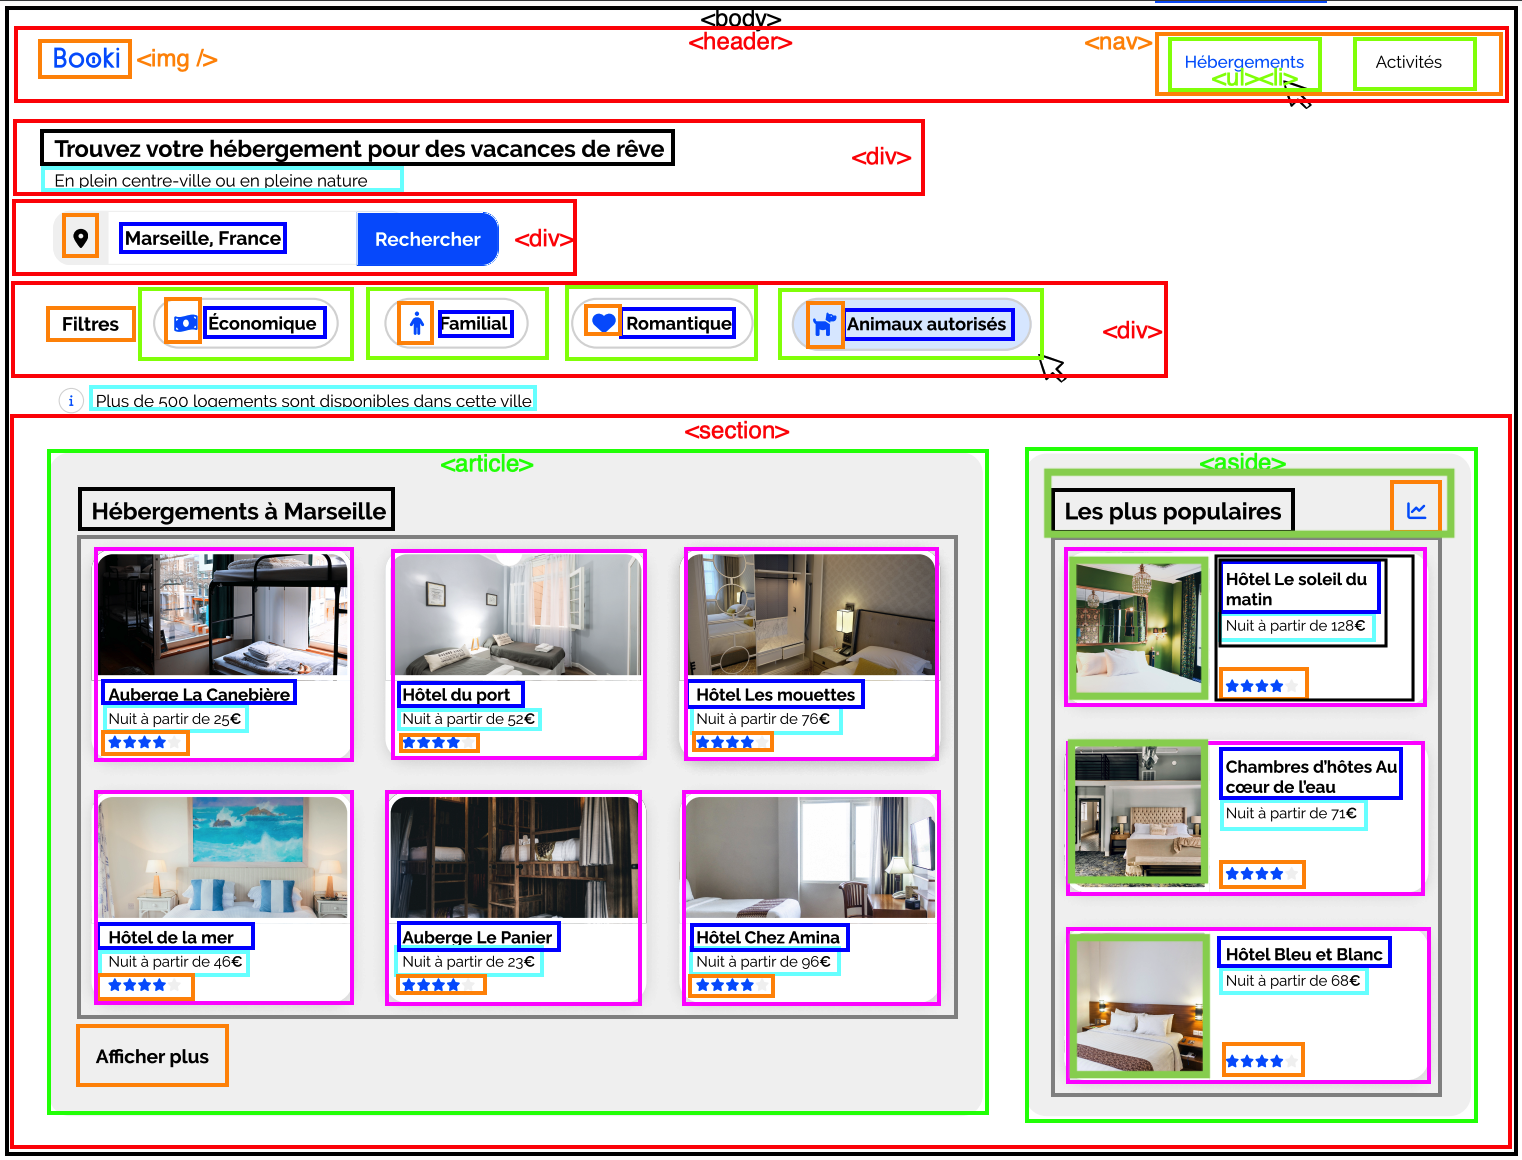 <body>
<header>
Booki <img /> <nav> Hébergements Activités
<ul><li>
Trouvez votre hébergement pour des vacances de rêve
<div>
En plein centre-ville ou en pleine nature
Marseille, France Rechercher <div>
Filtres Économique Familial Romantique Animaux autorisés <div>
i Plus de 500 logements sont disponibles dans cette ville
<section>
<article>
Hébergements à Marseille
Auberge La Canebière
Nuit à partir de 25€
Hôtel du port
Nuit à partir de 52€
Hôtel Les mouettes
Nuit à partir de 76€
Hôtel de la mer
Nuit à partir de 46€
Auberge Le Panier
Nuit à partir de 23€
Hôtel Chez Amina
Nuit à partir de 96€
Afficher plus
<aside>
Les plus populaires
Hôtel Le soleil du
matin
Nuit à partir de 128€
Chambres d'hôtes Au
cœur de l'eau
Nuit à partir de 71€
Hôtel Bleu et Blanc
Nuit à partir de 68€